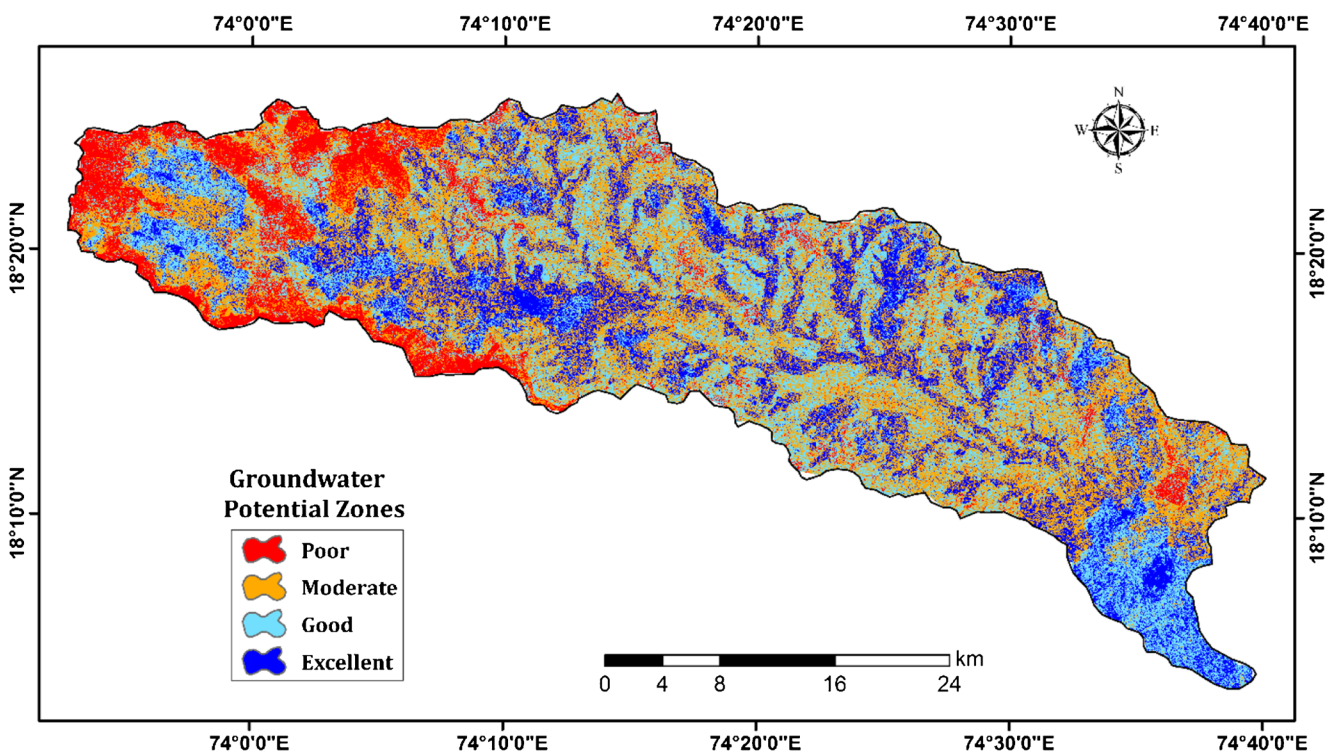 74°0'0"E 74°10'0"E 74°20'0"E 74°30'0"E 74°40'0"E
N
W E
S
18°20'0"N 18°20'0"N
18°10'0"N 18°10'0"N
Groundwater
Potential Zones
Poor
Moderate
Good
Excellent
km
0 4 8 16 24
74°0'0"E 74°10'0"E 74°20'0"E 74°30'0"E 74°40'0"E